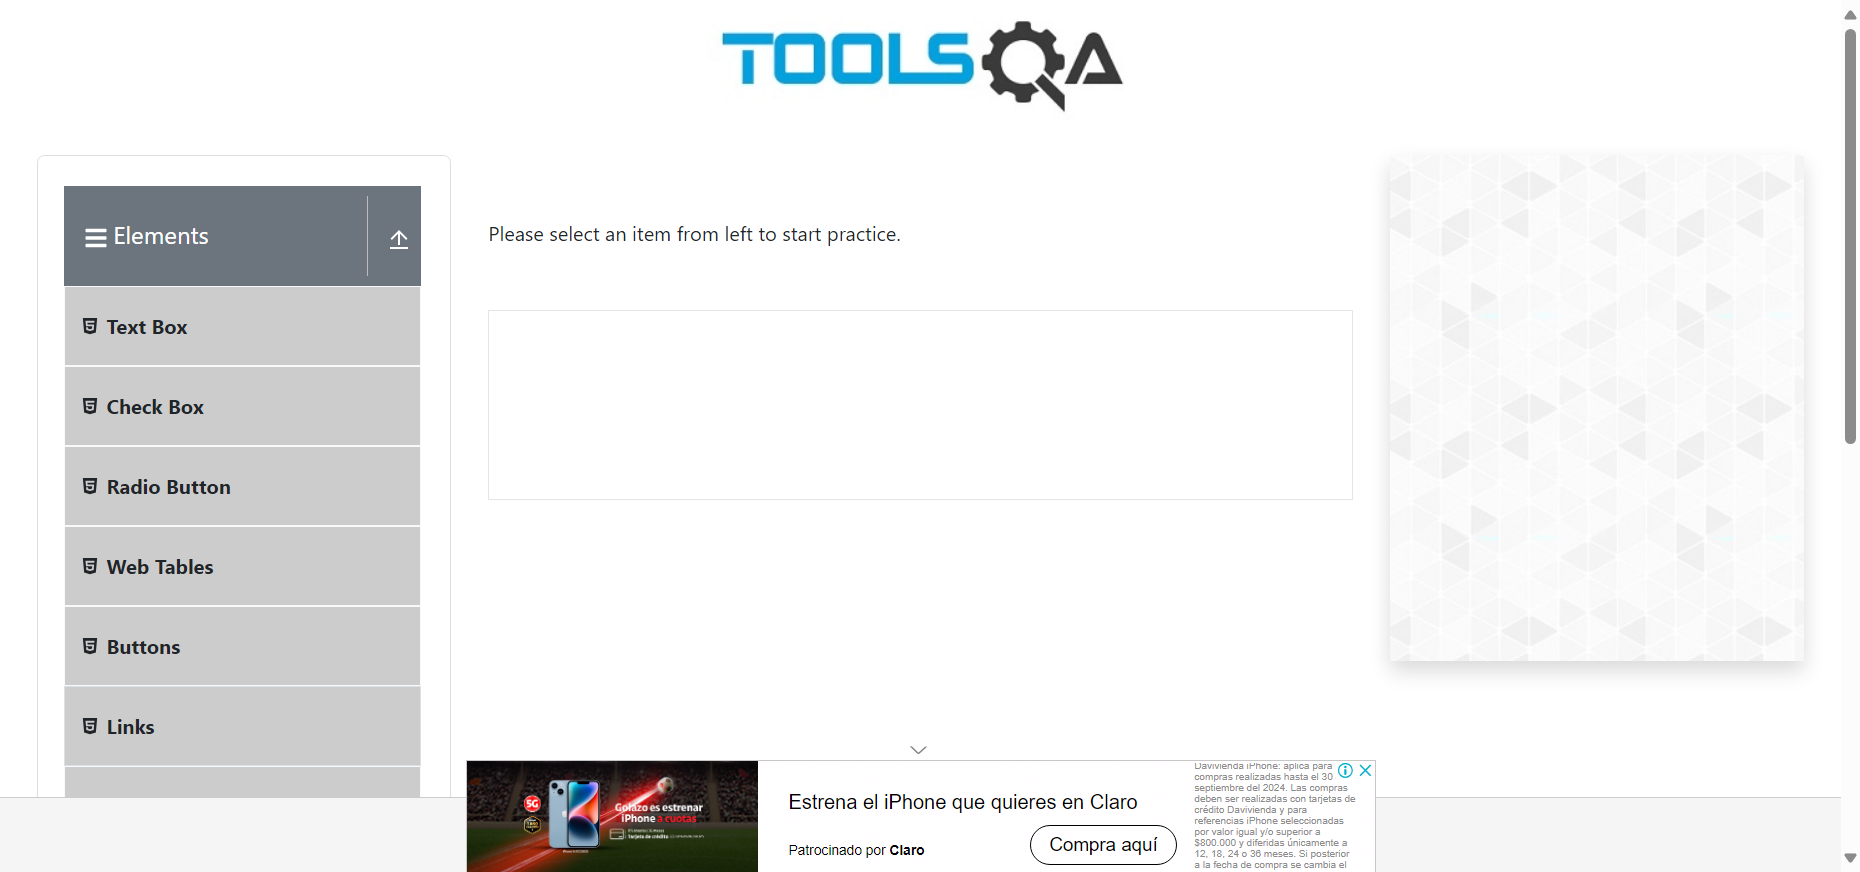 TOOLSQA
Elements
Please select an item from left to start practice.
Text Box
Check Box
Radio Button
Web Tables
Buttons
Links
5G
Golazo es estrenar
iPhone a cuotas
Tarjeta de crédito
Estrena el iPhone que quieres en Claro
Patrocinado por Claro
Compra aquí
Davivienda iPhone: aplica para
compras realizadas hasta el 30
septiembre del 2024. Las compras
deben ser realizadas con tarjetas de
crédito Davivienda y para
referencias iPhone seleccionadas
por valor igual y/o superior a
$800.000 y diferidas únicamente a
12, 18, 24 o 36 meses. Si posterior
a la fecha de compra se cambia el